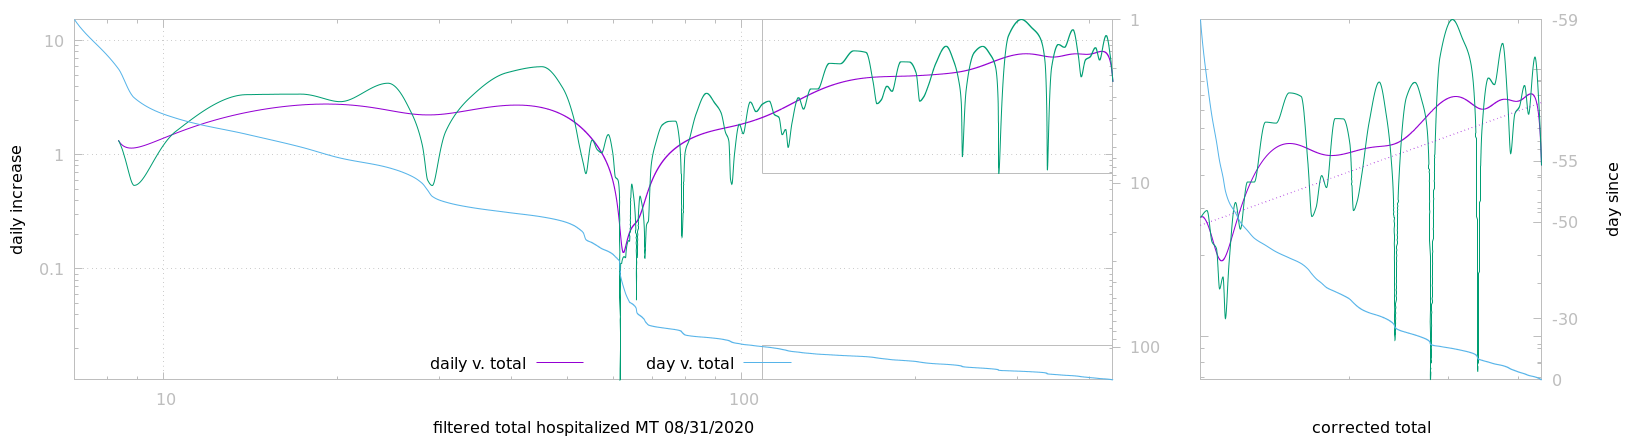 10
1
0.1
daily increase
10
100
filtered total hospitalized MT 08/31/2020
daily v. total
day v. total
1
10
100
-59
-55
-50
-30
0
day since
corrected total